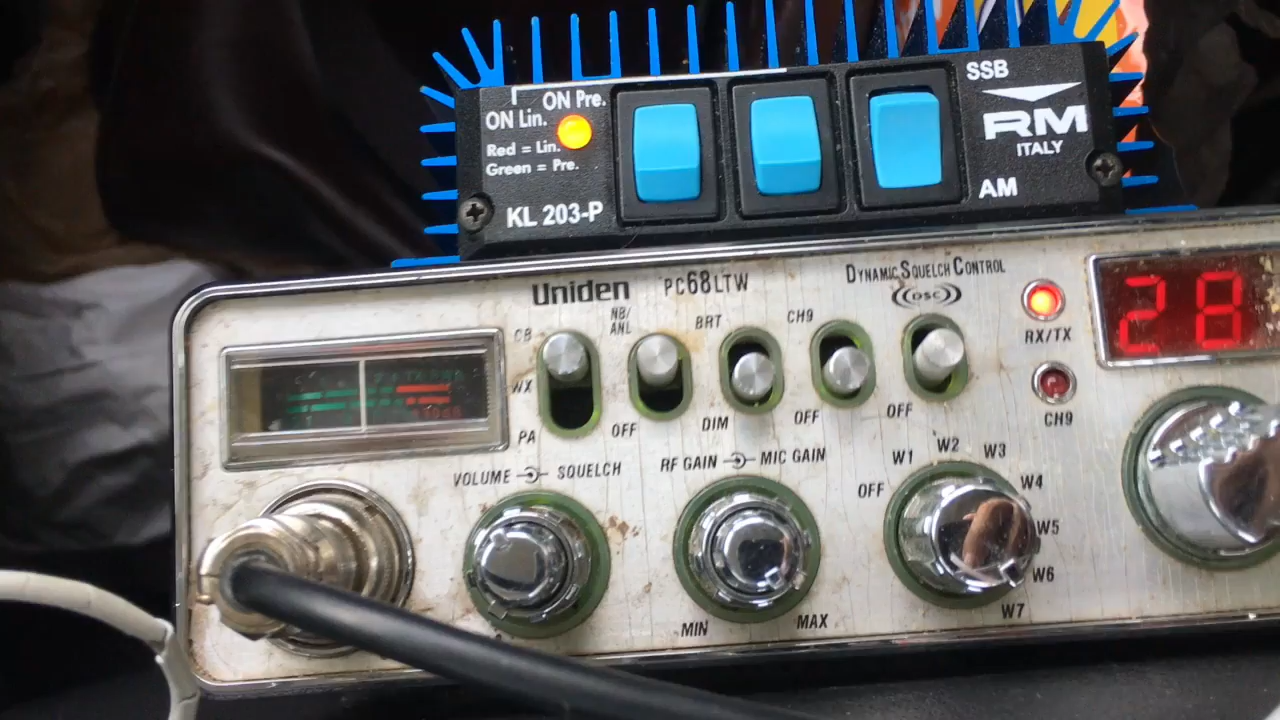 ON Pre.
ON Lin.
Red = Lin.
Green = Pre.
KL 203-P
SSB
RM
ITALY
AM
Uniden
PC68LTW
DYNAMIC SQUELCH CONTROL
DSC
CB
NB/
ANL
BRT
CH9
RX/TX
28
WX
PA
OFF
DIM
OFF
OFF
CH9
VOLUME
SQUELCH
RF GAIN
MIC GAIN
OFF
W1
W2
W3
W4
W5
W6
W7
MIN
MAX